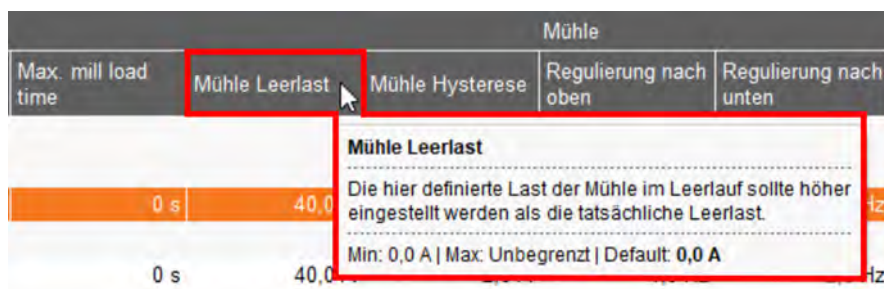 Mühle
Max. mill load time
Mühle Leerlast
Mühle Hysterese
Regulierung nach oben
Regulierung nach unten
Mühle Leerlast
Die hier definierte Last der Mühle im Leerlauf sollte höher
eingestellt werden als die tatsächliche Leerlast.
Min: 0,0 A | Max: Unbegrenzt | Default: 0,0 A
0 s
40,0
Hz
0 s
40,0
Hz